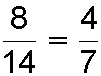 8/14 = 4/7